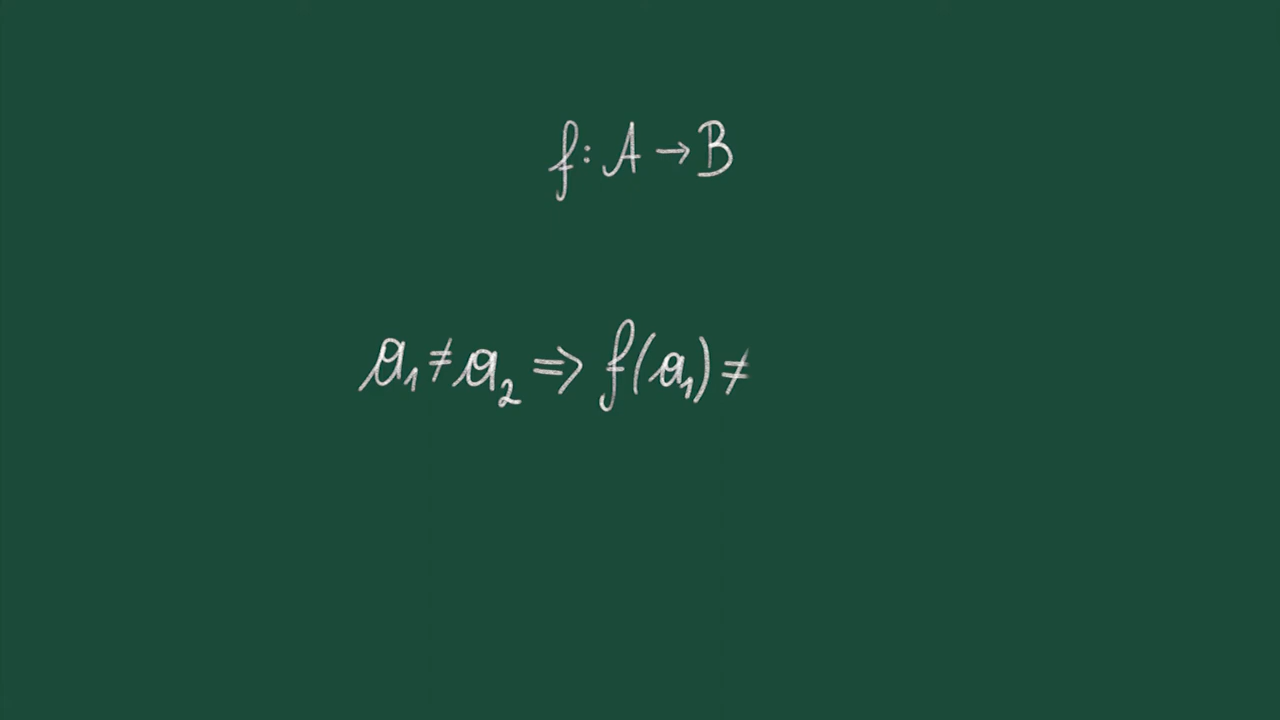 f: A → B
a₁ ≠ a₂ ⇒ f(a₁) ≠